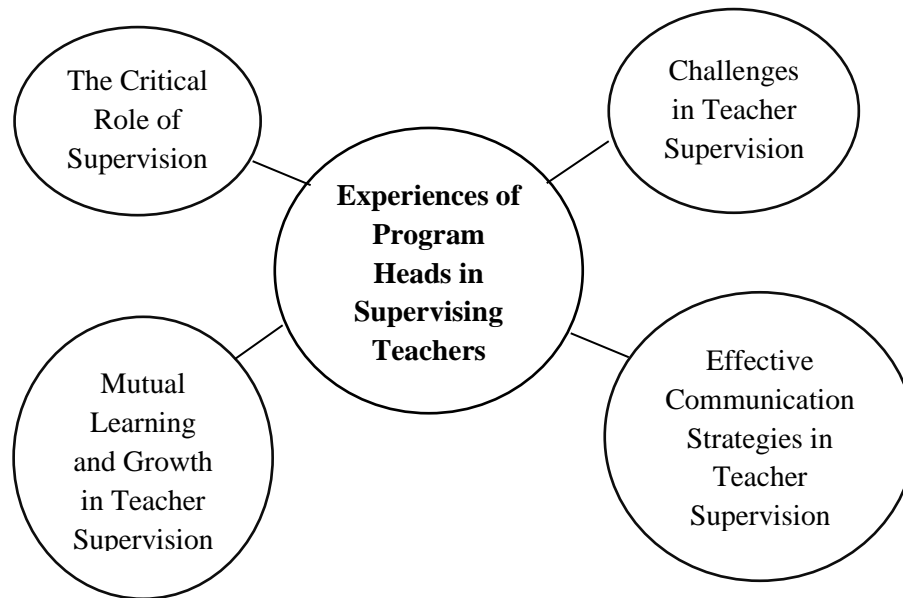 The Critical
Role of
Supervision
Challenges
in Teacher
Supervision
Experiences of
Program
Heads in
Supervising
Teachers
Mutual
Learning
and Growth
in Teacher
Supervision
Effective
Communication
Strategies in
Teacher
Supervision